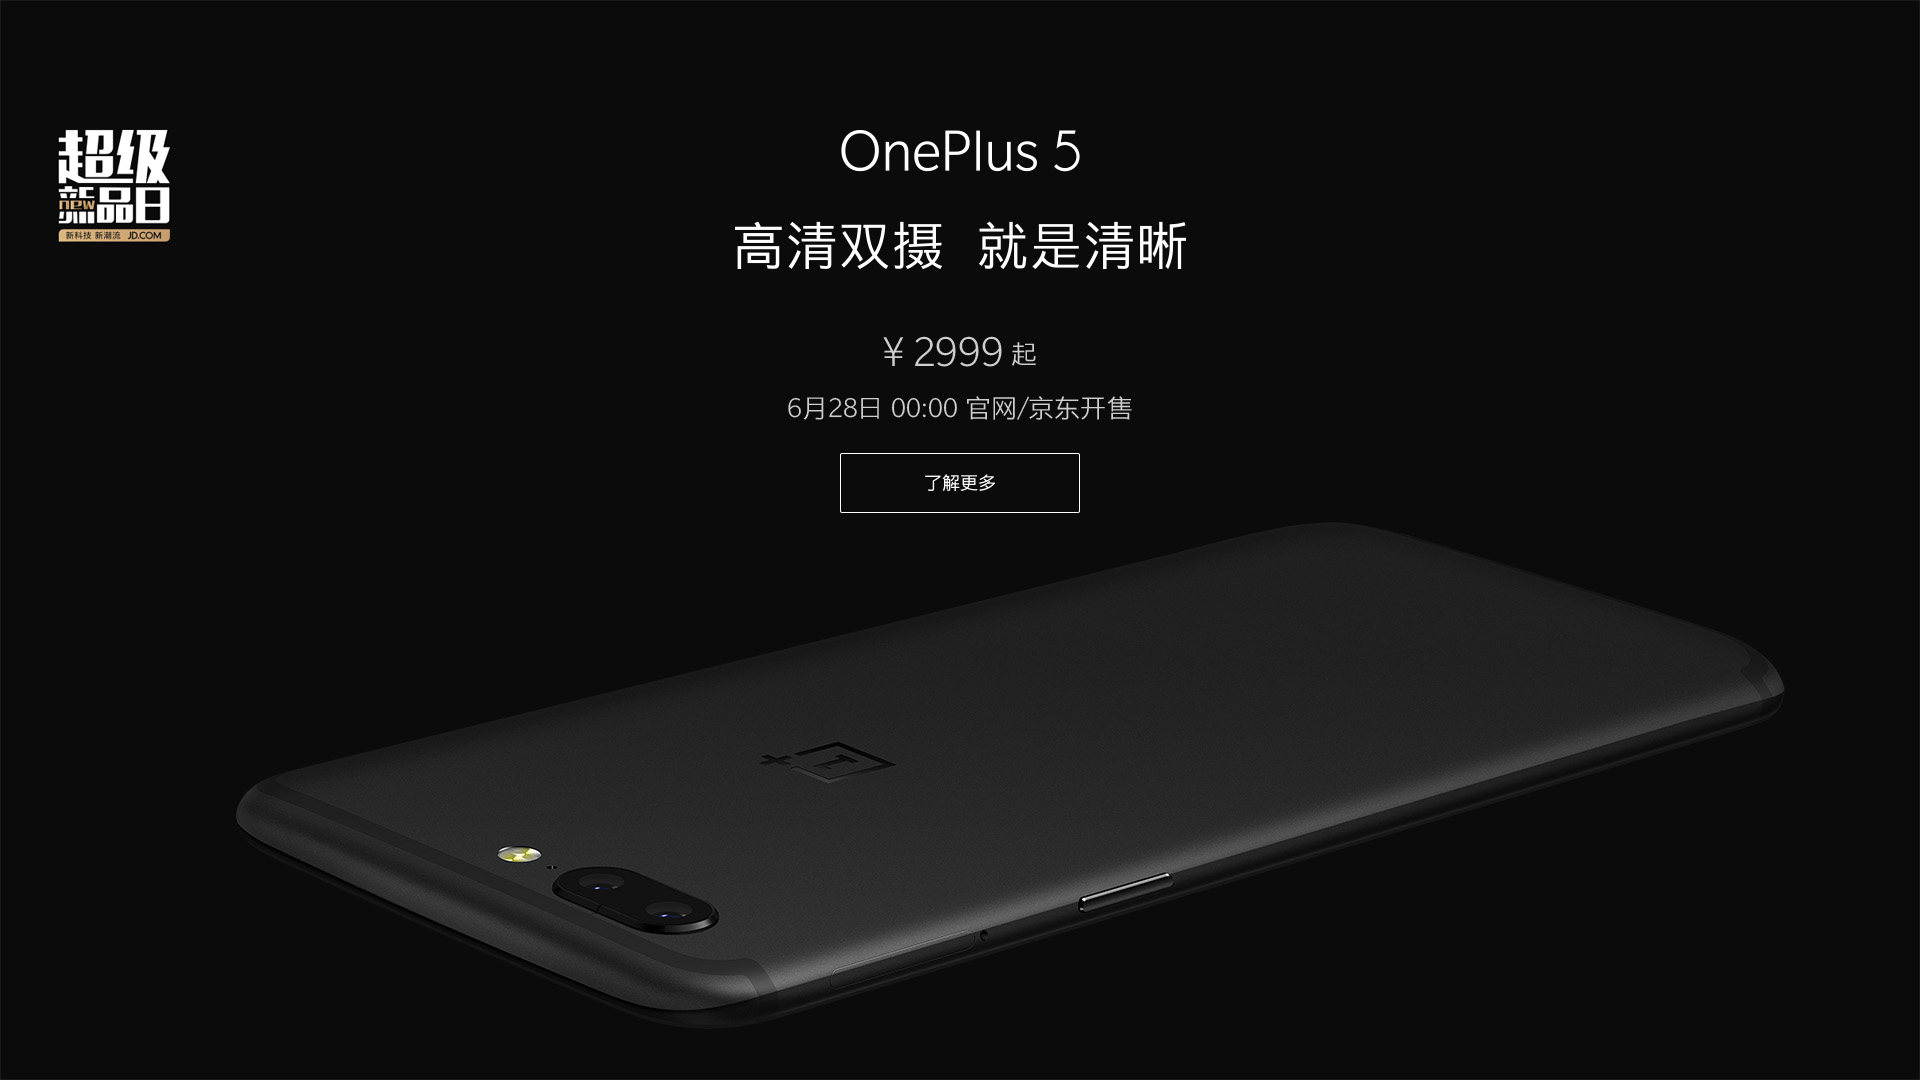 超级
新品日
new
新科技 新潮流 JD.COM
OnePlus 5
高清双摄 就是清晰
¥ 2999 起
6月28日 00:00 官网/京东开售
了解更多